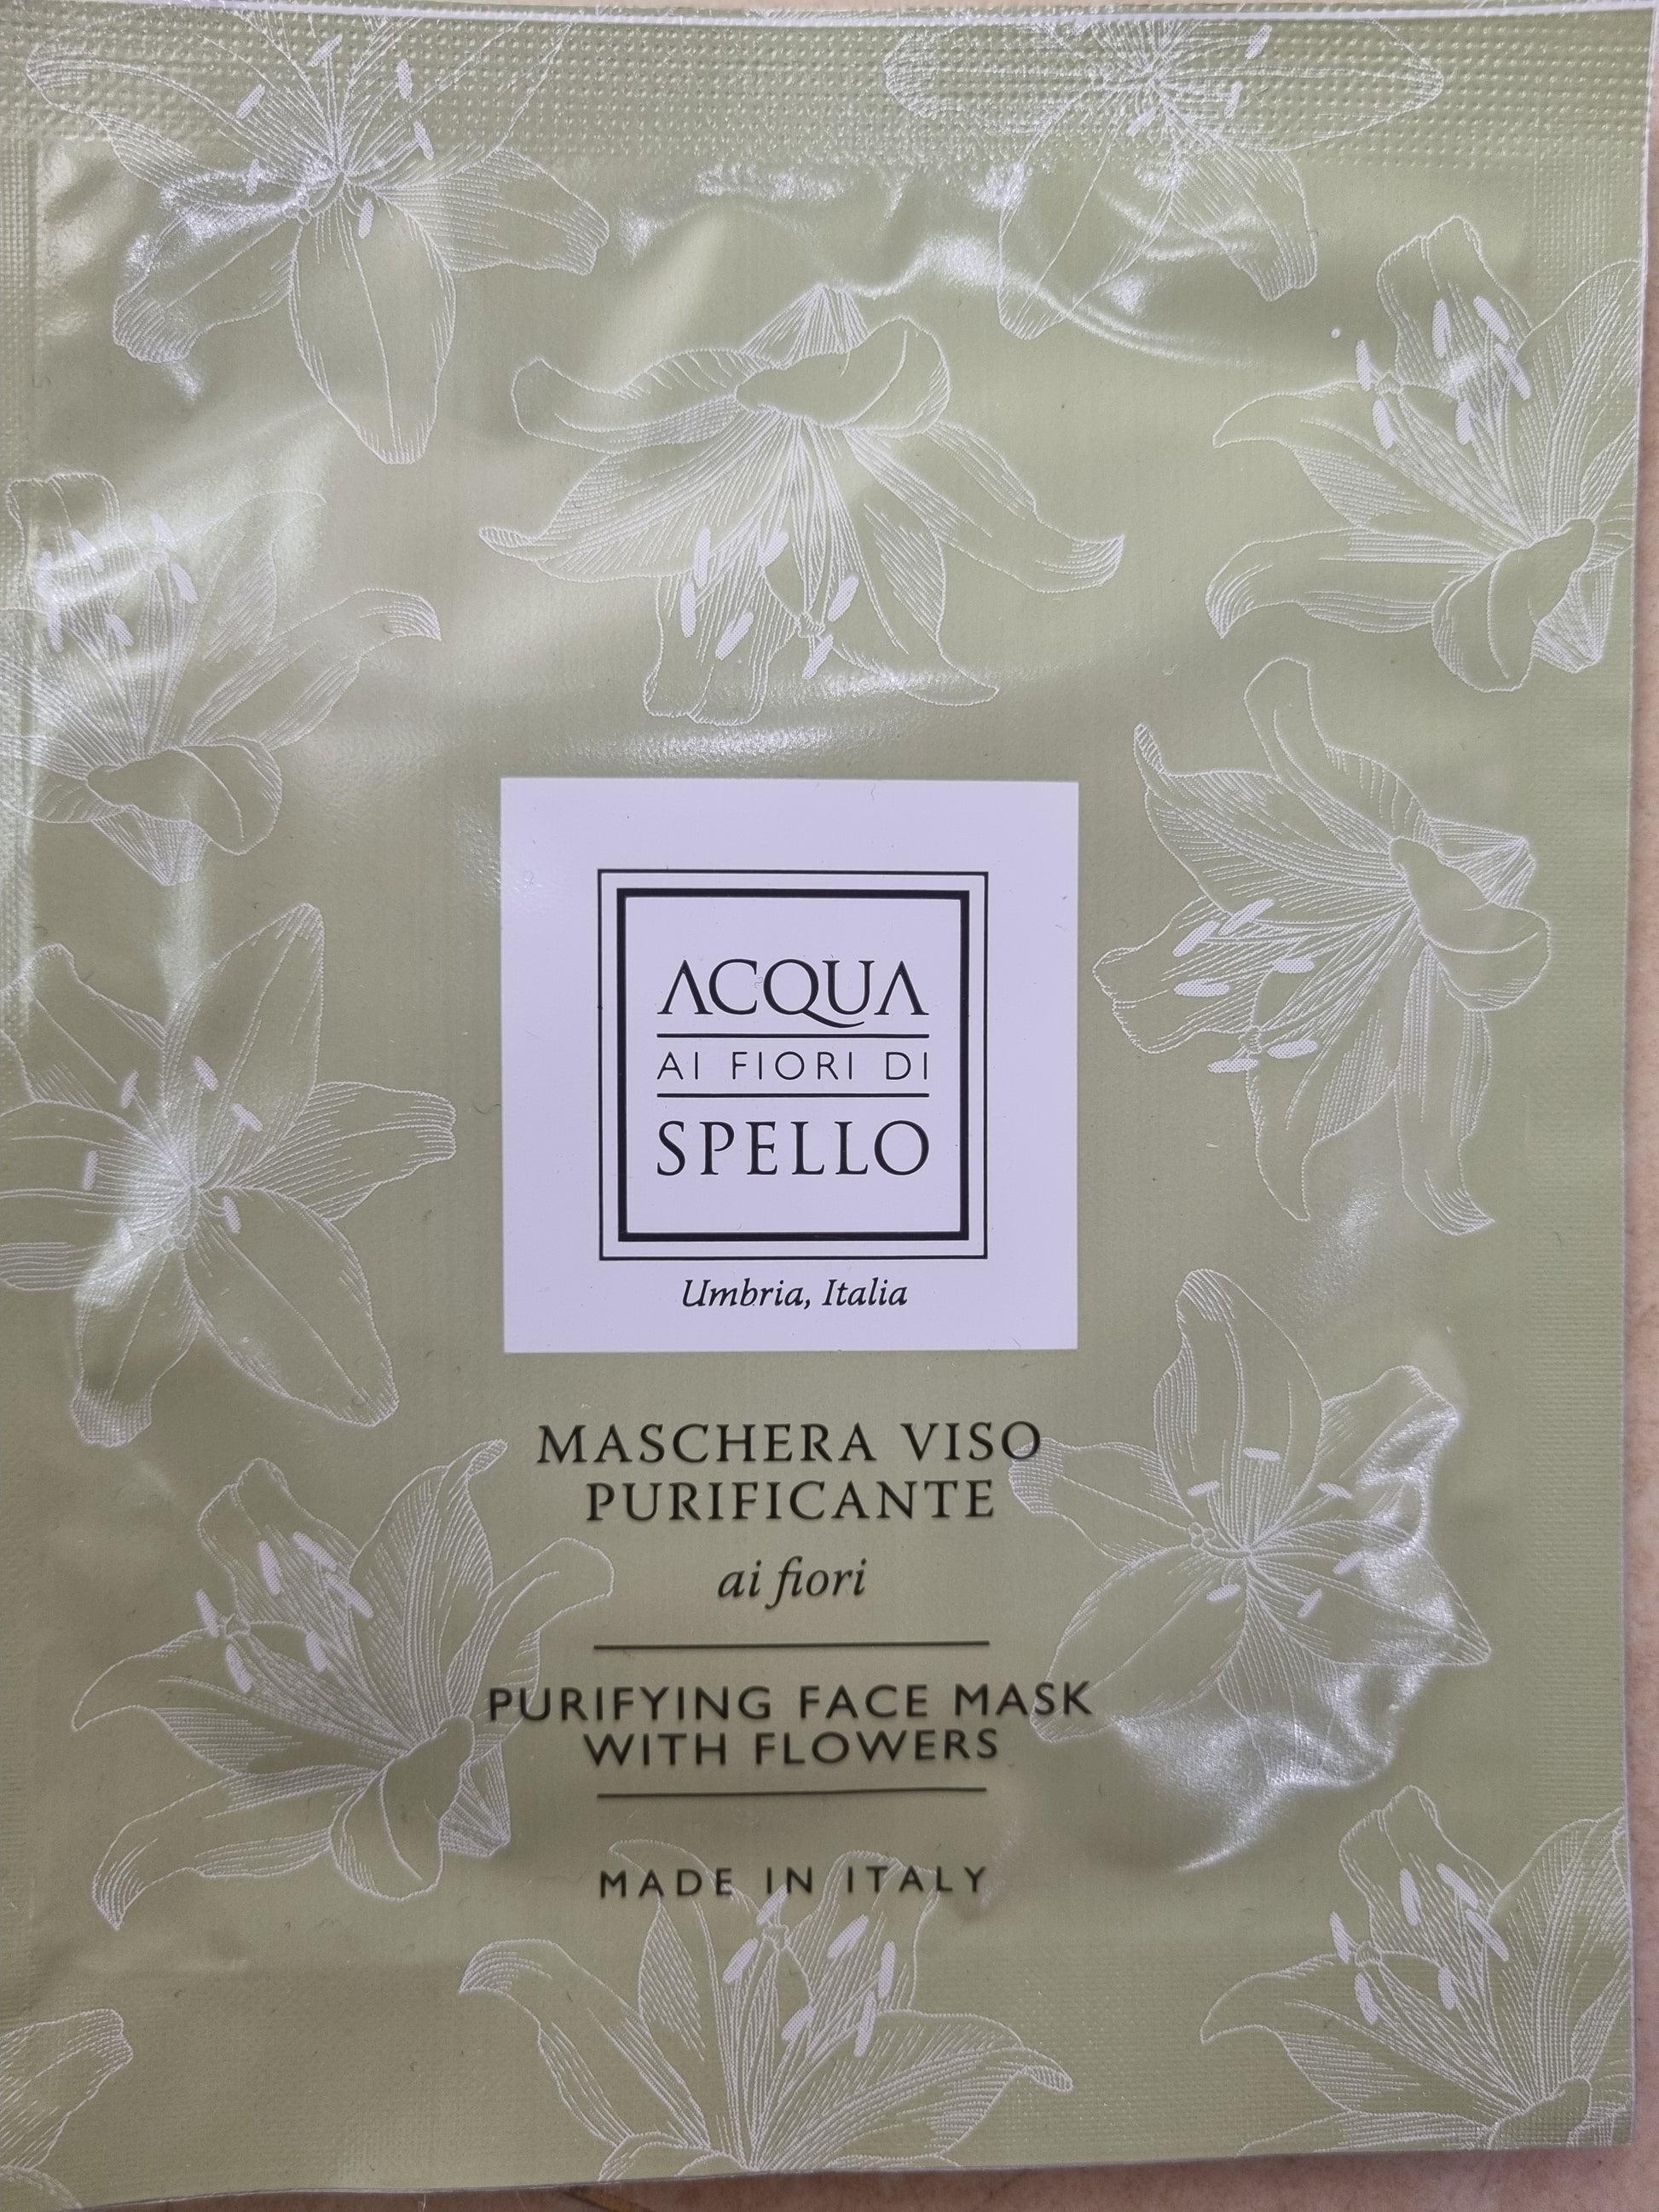 ACQUA
AI FIORI DI
SPELLO
Umbria, Italia
MASCHERA VISO
PURIFICANTE
ai fiori
PURIFYING FACE MASK
WITH FLOWERS
MADE IN ITALY